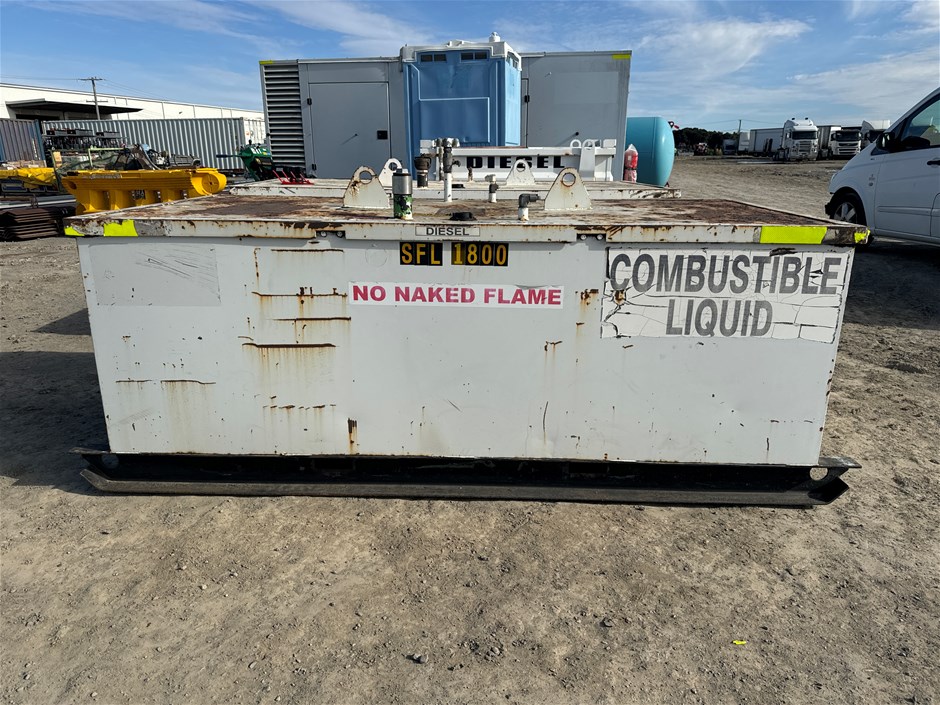 DIESEL
DIESEL
SFL 1800
NO NAKED FLAME
COMBUSTIBLE
LIQUID